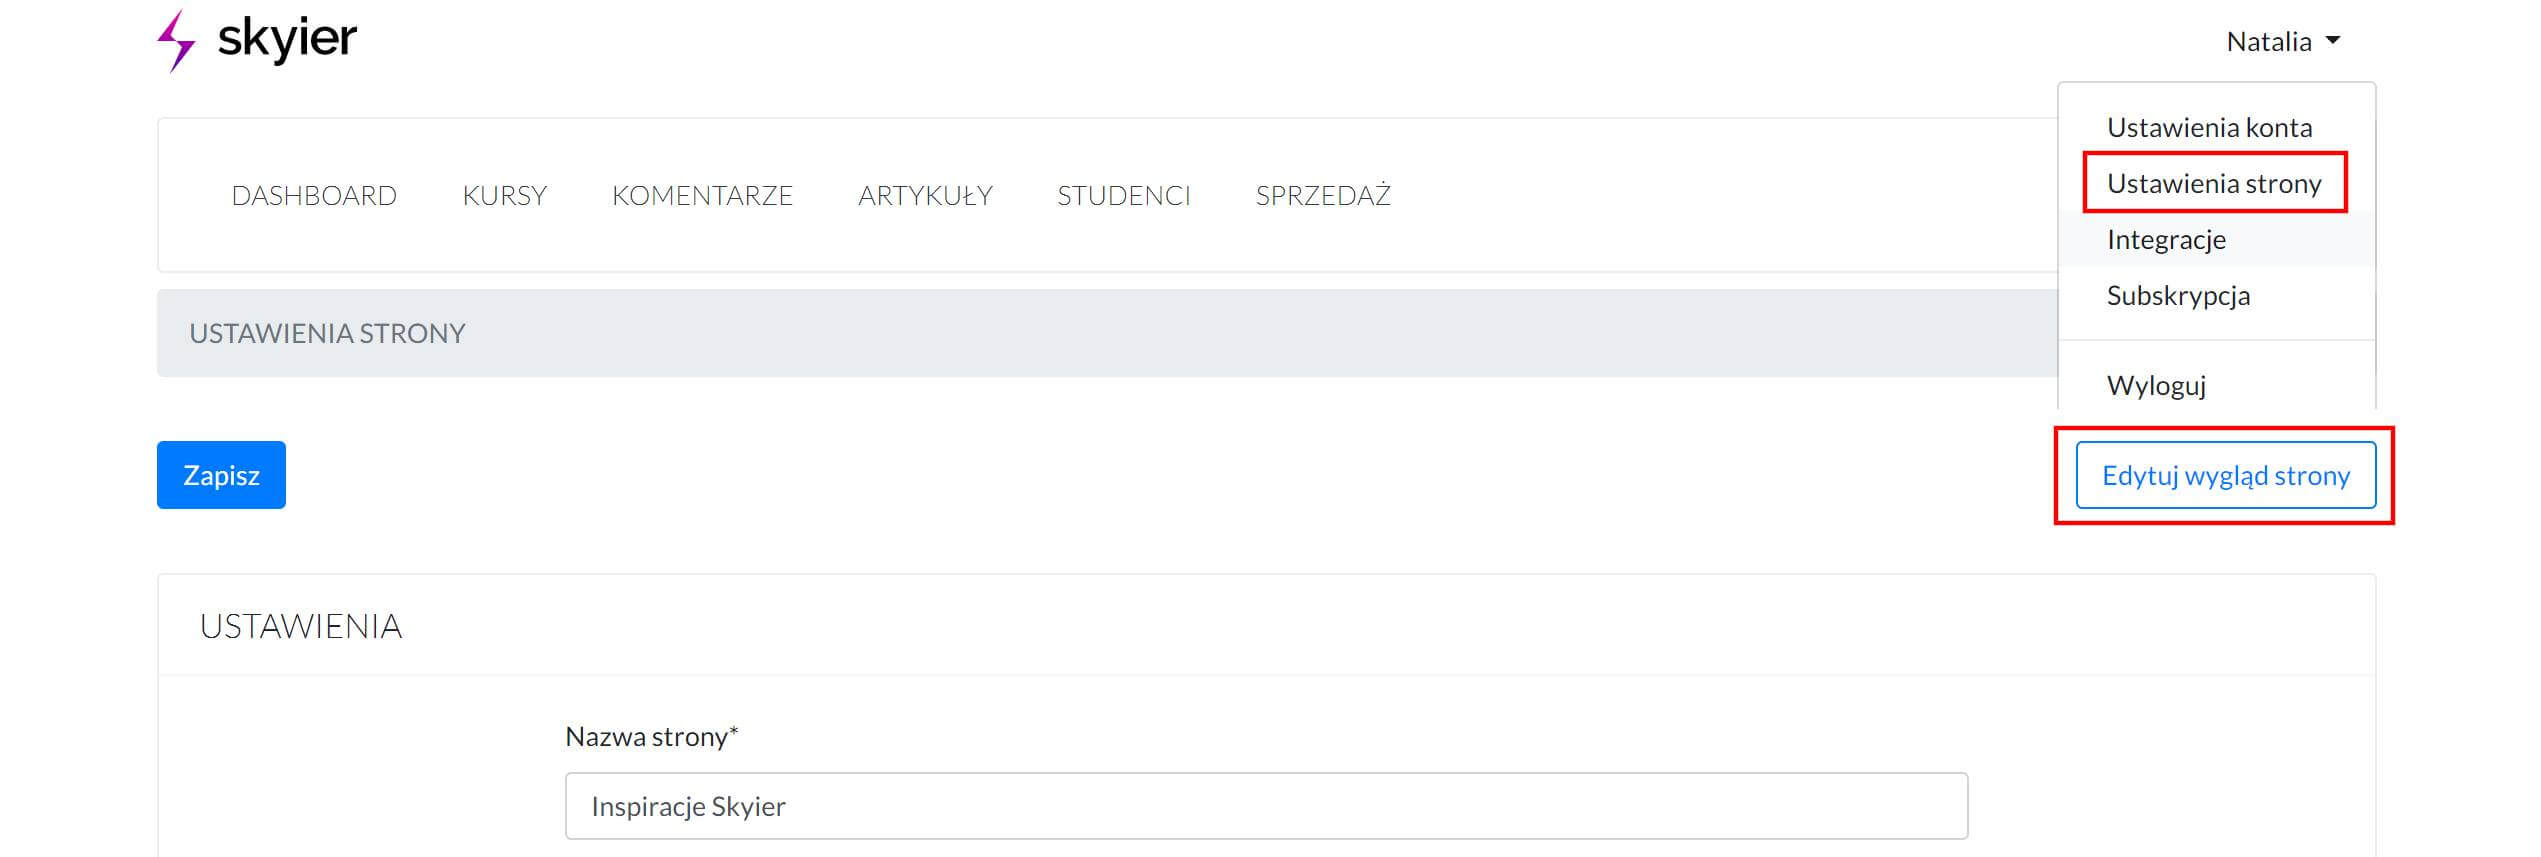 skyier
Natalia
Ustawienia konta
Ustawienia strony
Integracje
Subskrypcja
Wyloguj
DASHBOARD KURSY KOMENTARZE ARTYKUŁY STUDENCI SPRZEDAŻ
USTAWIENIA STRONY
Zapisz
Edytuj wygląd strony
USTAWIENIA
Nazwa strony*
Inspiracje Skyier